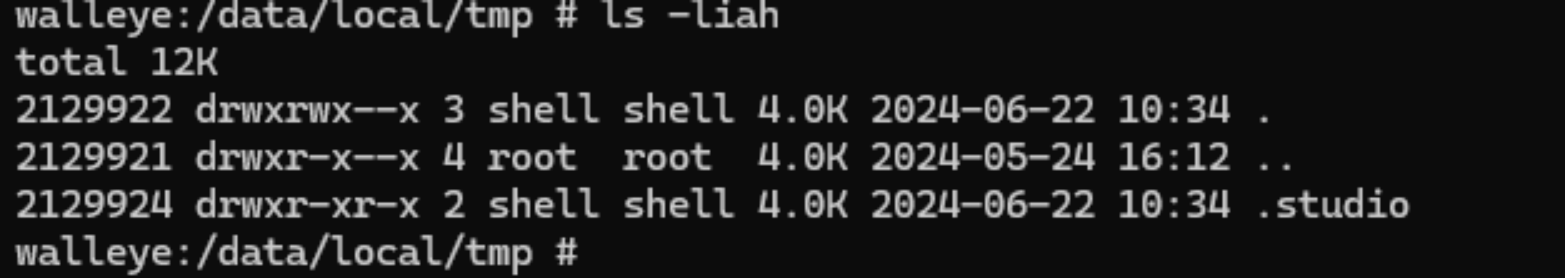 walleye:/data/local/tmp # ls -liah
total 12K
2129922 drwxrwx--x 3 shell shell 4.0K 2024-06-22 10:34 .
2129921 drwxr-x--x 4 root  root  4.0K 2024-05-24 16:12 ..
2129924 drwxr-xr-x 2 shell shell 4.0K 2024-06-22 10:34 .studio
walleye:/data/local/tmp #